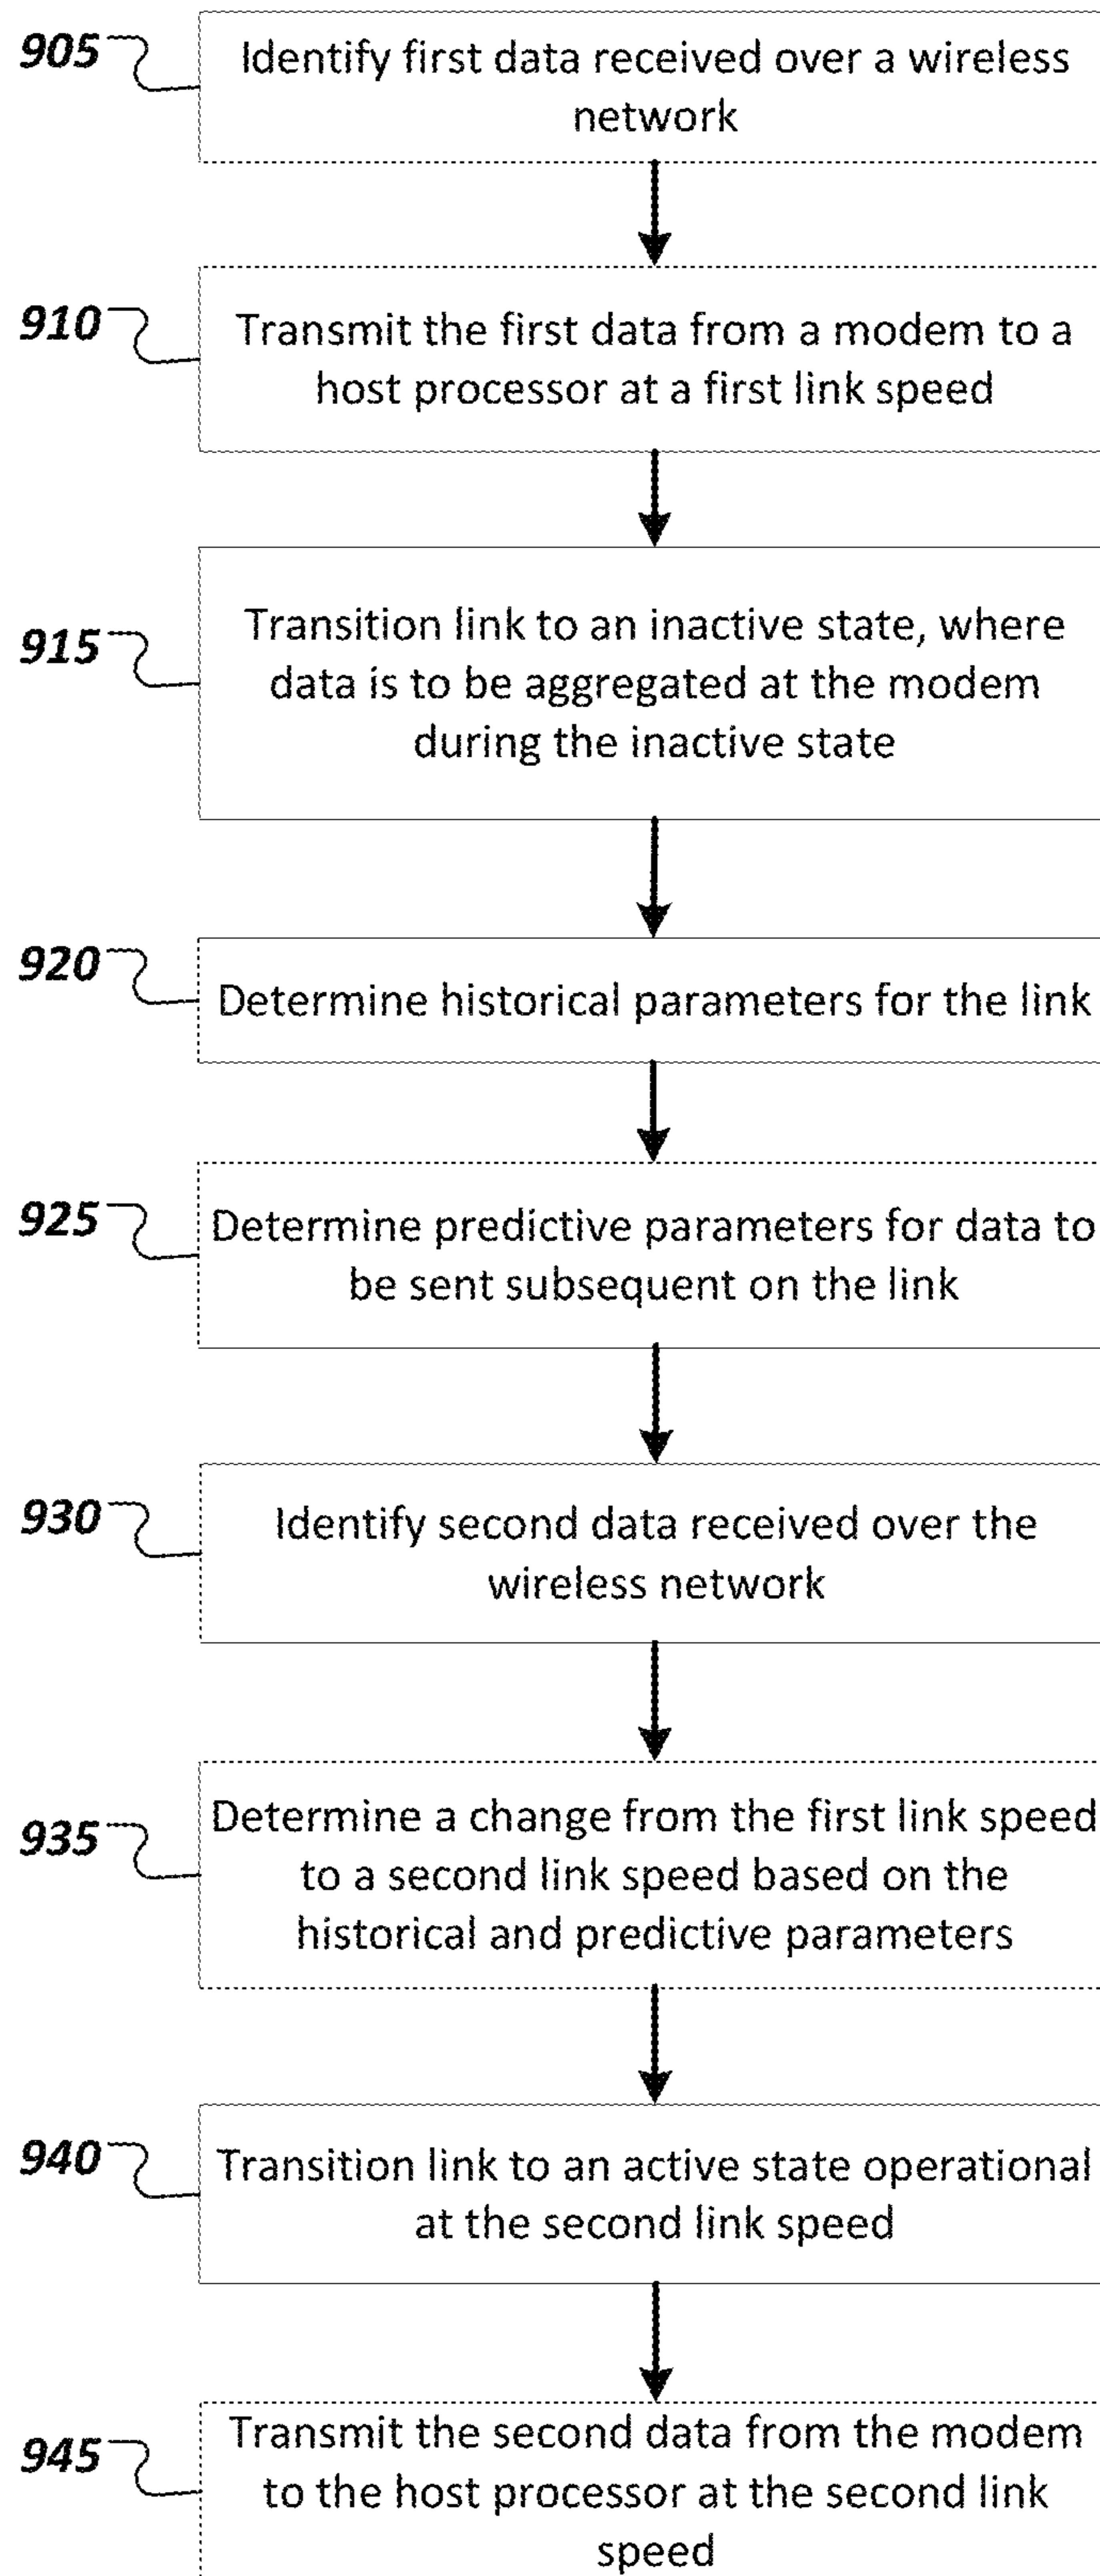 905
Identify first data received over a wireless
network
910
Transmit the first data from a modem to a
host processor at a first link speed
915
Transition link to an inactive state, where
data is to be aggregated at the modem
during the inactive state
920
Determine historical parameters for the link
925
Determine predictive parameters for data to
be sent subsequent on the link
930
Identify second data received over the
wireless network
935
Determine a change from the first link speed
to a second link speed based on the
historical and predictive parameters
940
Transition link to an active state operational
at the second link speed
945
Transmit the second data from the modem
to the host processor at the second link
speed